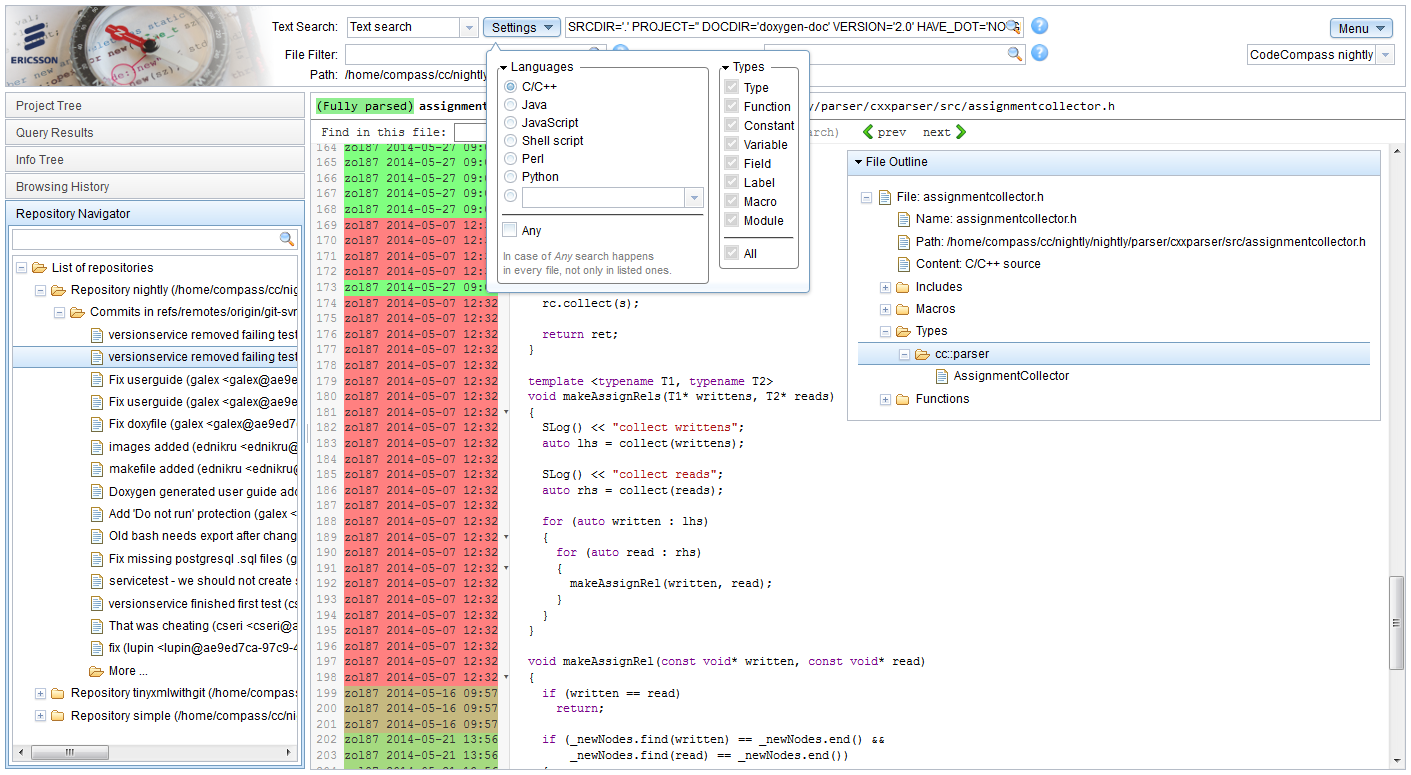 ERICSSON
Text Search: Text search Settings SRCDIR='.' PROJECT='' DOCDIR='doxygen-doc' VERSION='2.0' HAVE_DOT='NO
Menu
File Filter:
CodeCompass nightly
Path: /home/compass/cc/nightly
Languages
C/C++
Java
JavaScript
Shell script
Perl
Python
Any
In case of Any search happens
in every file, not only in listed ones.
Types
Type
Function
Constant
Variable
Field
Label
Macro
Module
All
Project Tree
Query Results
Info Tree
Browsing History
Repository Navigator
List of repositories
Repository nightly (/home/compass/cc/nig
Commits in refs/remotes/origin/git-svr
versionservice removed failing test
versionservice removed failing test
Fix userguide (galex <galex@ae9e
Fix userguide (galex <galex@ae9e
Fix doxyfile (galex <galex@ae9ed7
images added (ednikru <ednikru@
makefile added (ednikru <ednikru@
Doxygen generated user guide add
Add 'Do not run' protection (galex <
Old bash needs export after chang
Fix missing postgresql .sql files (g
servicetest - we should not create s
versionservice finished first test (cs
That was cheating (cseri <cseri@a
fix (lupin <lupin@ae9ed7ca-97c9-4
More ...
Repository tinyxmlwithgit (/home/compass
Repository simple (/home/compass/cc/ni
(Fully parsed) assignment
/parser/cxxparser/src/assignmentcollector.h
Find in this file:
arch) prev next
164 zol87 2014-05-27 09:
165 zol87 2014-05-27 09:
166 zol87 2014-05-27 09:
167 zol87 2014-05-27 09:
168 zol87 2014-05-27 09:
169 zol87 2014-05-07 12:
170 zol87 2014-05-07 12:
171 zol87 2014-05-07 12:
172 zol87 2014-05-07 12:
173 zol87 2014-05-27 09:
174 zol87 2014-05-07 12:32 rc.collect(s);
175 zol87 2014-05-07 12:32
176 zol87 2014-05-07 12:32 return ret;
177 zol87 2014-05-07 12:32 }
178 zol87 2014-05-07 12:32
179 zol87 2014-05-07 12:32 template <typename T1, typename T2>
180 zol87 2014-05-07 12:32 void makeAssignRels(T1* writtens, T2* reads)
181 zol87 2014-05-07 12:32 {
182 zol87 2014-05-07 12:32 SLog() << "collect writtens";
183 zol87 2014-05-07 12:32 auto lhs = collect(writtens);
184 zol87 2014-05-07 12:32
185 zol87 2014-05-07 12:32 SLog() << "collect reads";
186 zol87 2014-05-07 12:32 auto rhs = collect(reads);
187 zol87 2014-05-07 12:32
188 zol87 2014-05-07 12:32 for (auto written : lhs)
189 zol87 2014-05-07 12:32 {
190 zol87 2014-05-07 12:32 for (auto read : rhs)
191 zol87 2014-05-07 12:32 {
192 zol87 2014-05-07 12:32 makeAssignRel(written, read);
193 zol87 2014-05-07 12:32 }
194 zol87 2014-05-07 12:32 }
195 zol87 2014-05-07 12:32 }
196 zol87 2014-05-07 12:32
197 zol87 2014-05-07 12:32 void makeAssignRel(const void* written, const void* read)
198 zol87 2014-05-07 12:32 {
199 zol87 2014-05-16 09:57 if (written == read)
200 zol87 2014-05-16 09:57 return;
201 zol87 2014-05-16 09:57
202 zol87 2014-05-21 13:56 if (_newNodes.find(written) == _newNodes.end() &&
203 zol87 2014-05-21 13:56 _newNodes.find(read) == _newNodes.end())
File Outline
File: assignmentcollector.h
Name: assignmentcollector.h
Path: /home/compass/cc/nightly/nightly/parser/cxxparser/src/assignmentcollector.h
Content: C/C++ source
Includes
Macros
Types
cc::parser
AssignmentCollector
Functions